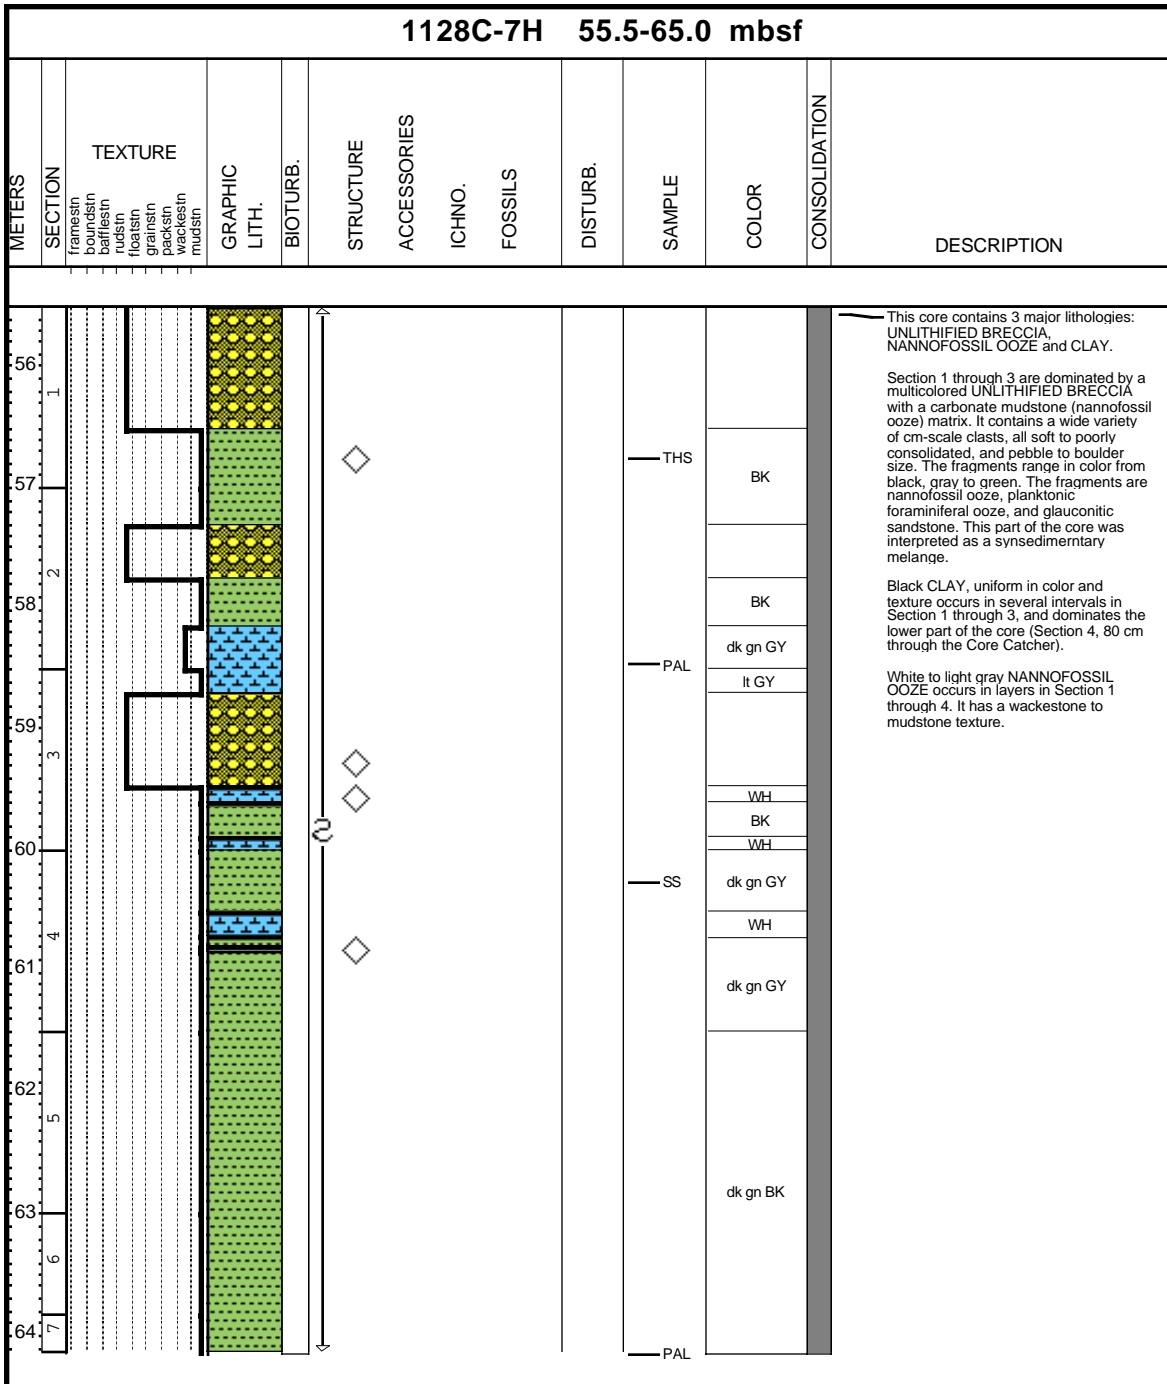 1128C-7H 55.5-65.0 mbsf
METERS
SECTION
TEXTURE
framestn
boundstn
bafflestn
rudstn
floatstn
grainstn
packstn
wackestn
mudstn
GRAPHIC
LITH.
BIOTURB.
STRUCTURE
ACCESSORIES
ICHNO.
FOSSILS
DISTURB.
SAMPLE
COLOR
CONSOLIDATION
DESCRIPTION
56
57
58
59
60
61
62
63
64
1
2
3
4
5
6
7
THS
PAL
SS
PAL
BK
BK
dk gn GY
lt GY
WH
BK
WH
dk gn GY
WH
dk gn GY
dk gn BK
This core contains 3 major lithologies:
UNLITHIFIED BRECCIA,
NANNOFOSSIL OOZE and CLAY.
Section 1 through 3 are dominated by a
multicolored UNLITHIFIED BRECCIA
with a carbonate mudstone (nannofossil
ooze) matrix. It contains a wide variety
of cm-scale clasts, all soft to poorly
consolidated, and pebble to boulder
size. The fragments range in color from
black, gray to green. The fragments are
nannofossil ooze, planktonic
foraminiferal ooze, and glauconitic
sandstone. This part of the core was
interpreted as a synsedimerntary
melange.
Black CLAY, uniform in color and
texture occurs in several intervals in
Section 1 through 3, and dominates the
lower part of the core (Section 4, 80 cm
through the Core Catcher).
White to light gray NANNOFOSSIL
OOZE occurs in layers in Section 1
through 4. It has a wackestone to
mudstone texture.